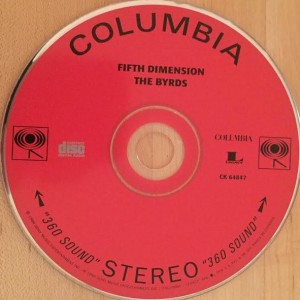 COLUMBIA
FIFTH DIMENSION
THE BYRDS
disc
COLUMBIA
CK 64847
"360 SOUND" STEREO "360 SOUND"